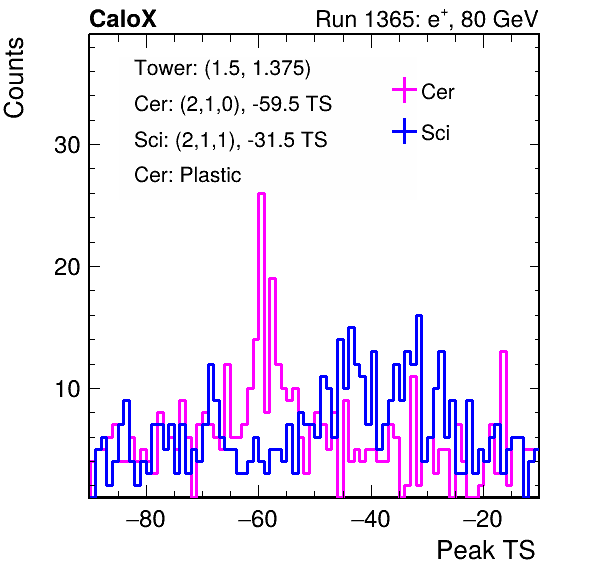 CaloX
Run 1365: e+, 80 GeV
Counts
Tower: (1.5, 1.375)
Cer: (2,1,0), -59.5 TS
Sci: (2,1,1), -31.5 TS
Cer: Plastic
Cer
Sci
30
20
10
−80 −60 −40 −20
Peak TS